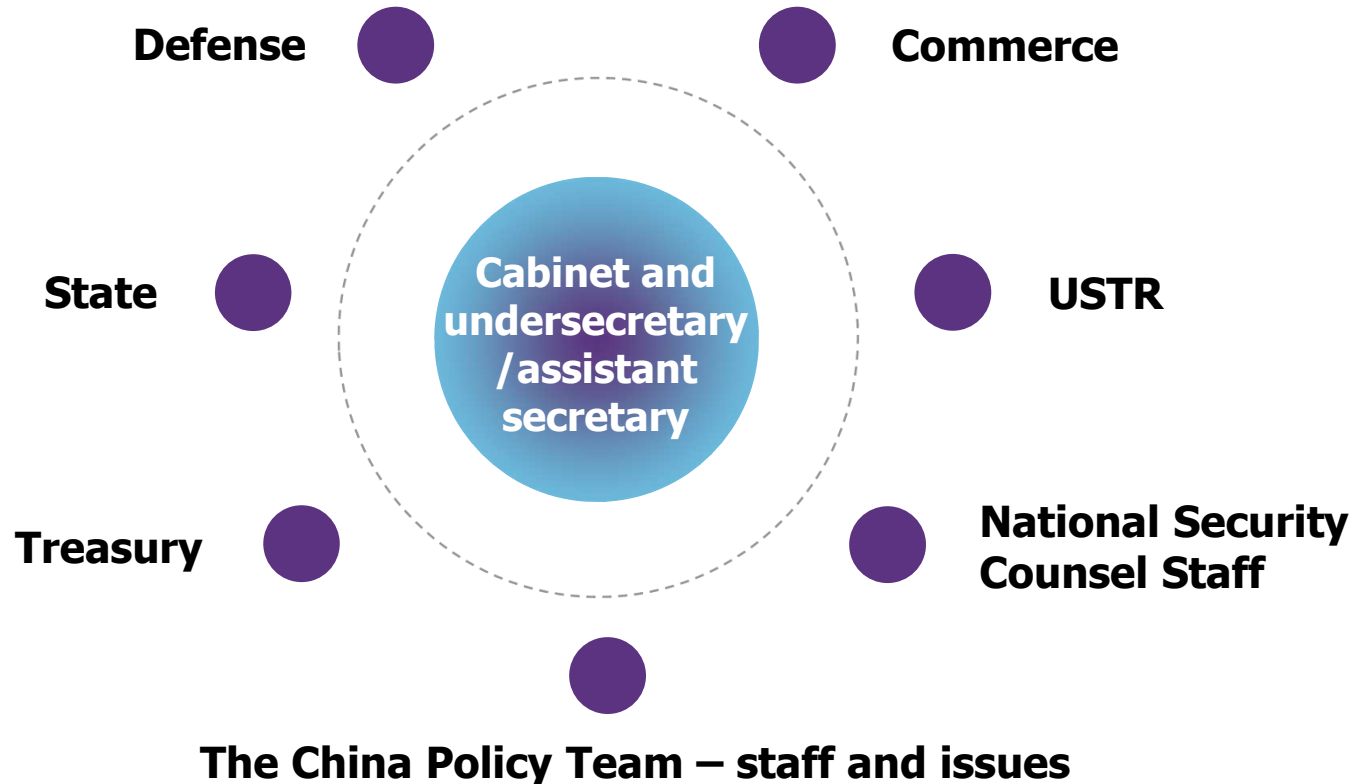 Defense
Commerce
Cabinet and
undersecretary
/assistant
secretary
State
USTR
Treasury
National Security
Counsel Staff
The China Policy Team – staff and issues